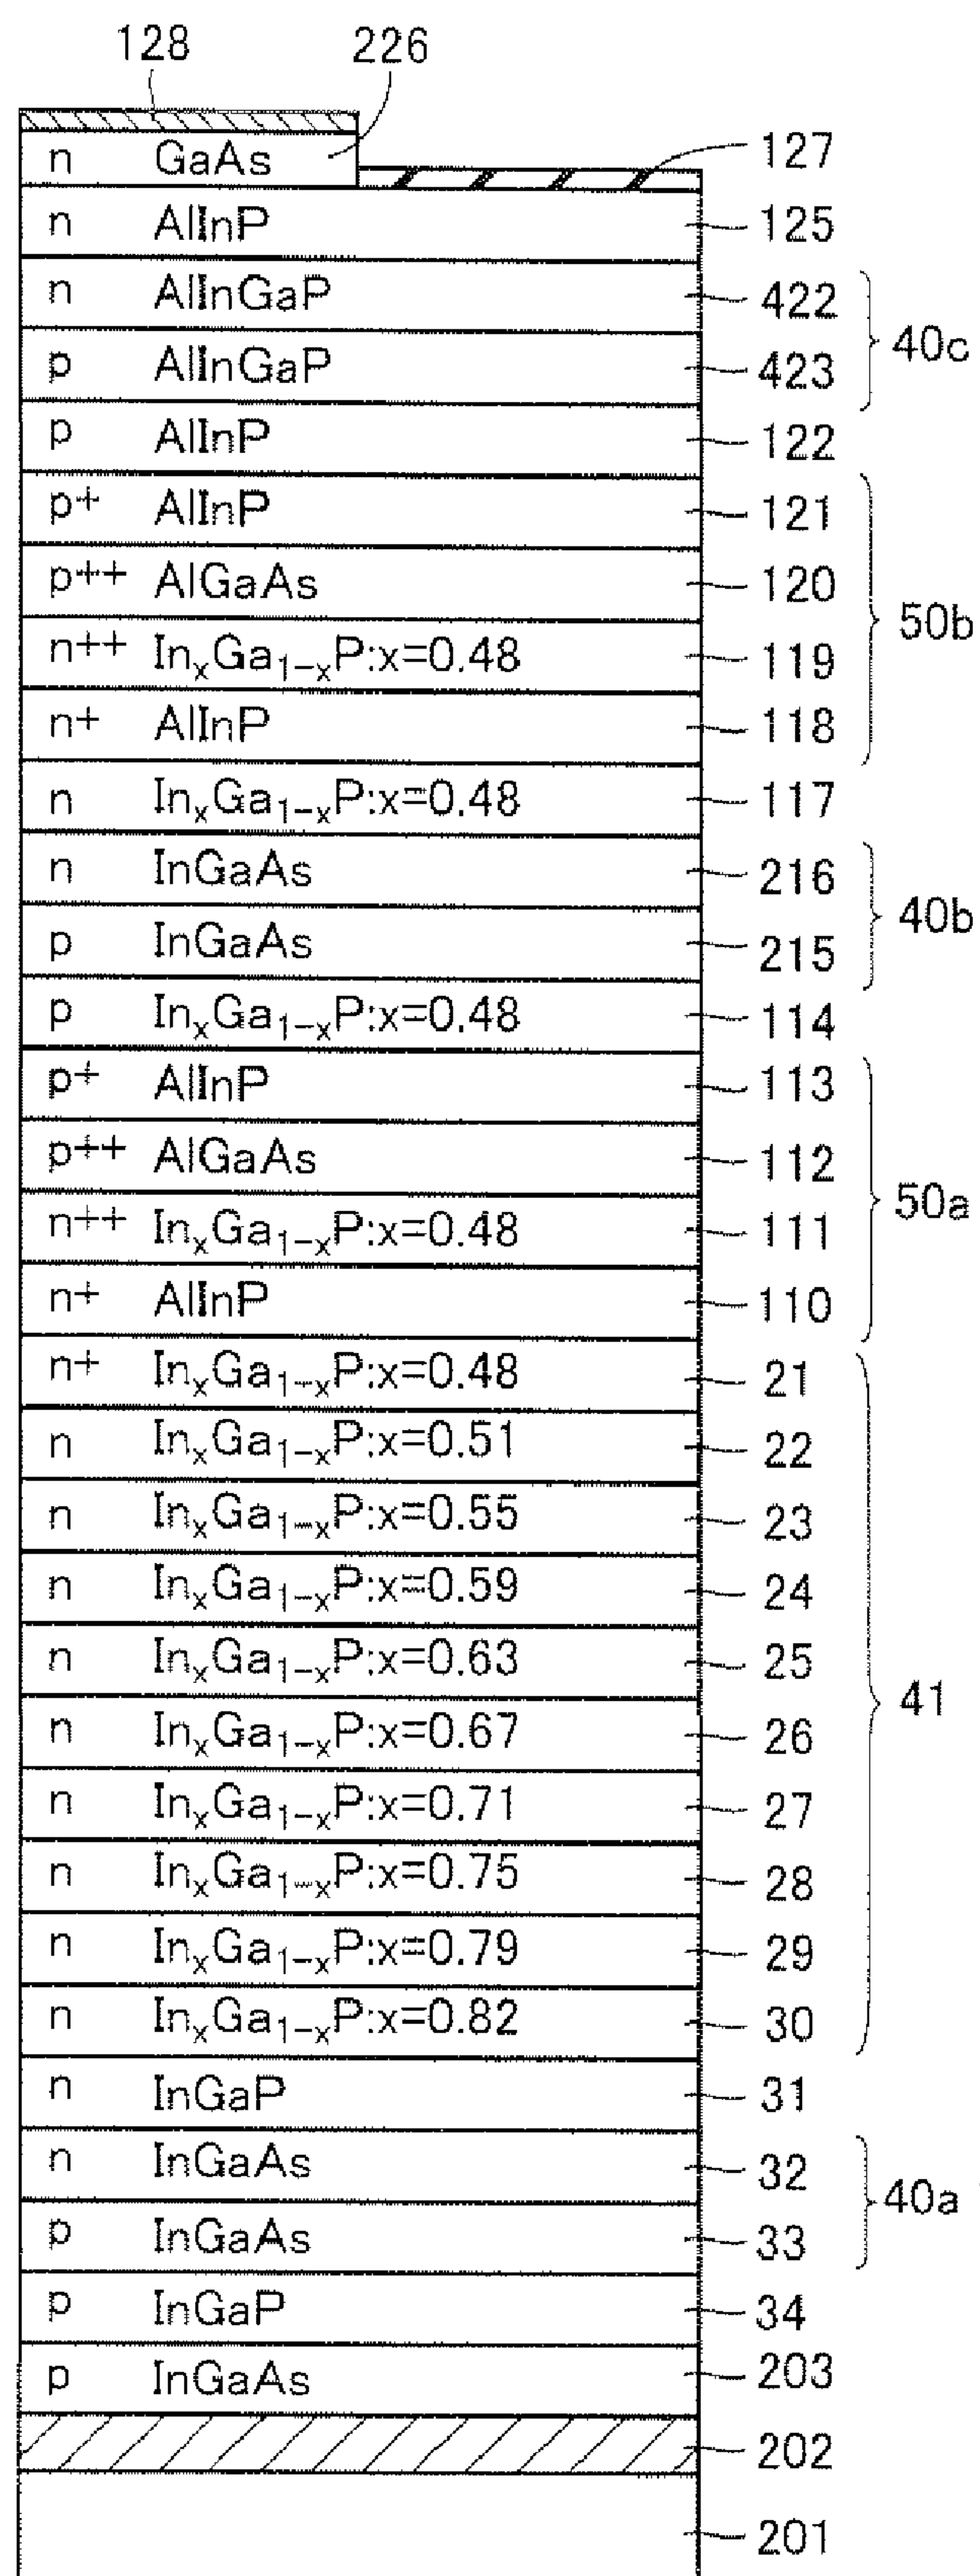 128 226
n GaAs
127
n AlInP 125
n AlInGaP 422
40c
p AlInGaP 423
p AlInP 122
p+ AlInP 121
p++ AlGaAs 120
50b
n++ InxGa1-xP:x=0.48 119
n+ AlInP 118
n InxGa1-xP:x=0.48 117
n InGaAs 216
40b
p InGaAs 215
p InxGa1-xP:x=0.48 114
p+ AlInP 113
p++ AlGaAs 112
50a
n++ InxGa1-xP:x=0.48 111
n+ AlInP 110
n+ InxGa1-xP:x=0.48 21
n InxGa1-xP:x=0.51 22
n InxGa1-xP:x=0.55 23
n InxGa1-xP:x=0.59 24
n InxGa1-xP:x=0.63 25
41
n InxGa1-xP:x=0.67 26
n InxGa1-xP:x=0.71 27
n InxGa1-xP:x=0.75 28
n InxGa1-xP:x=0.79 29
n InxGa1-xP:x=0.82 30
n InGaP 31
n InGaAs 32
40a
p InGaAs 33
p InGaP 34
p InGaAs 203
202
201